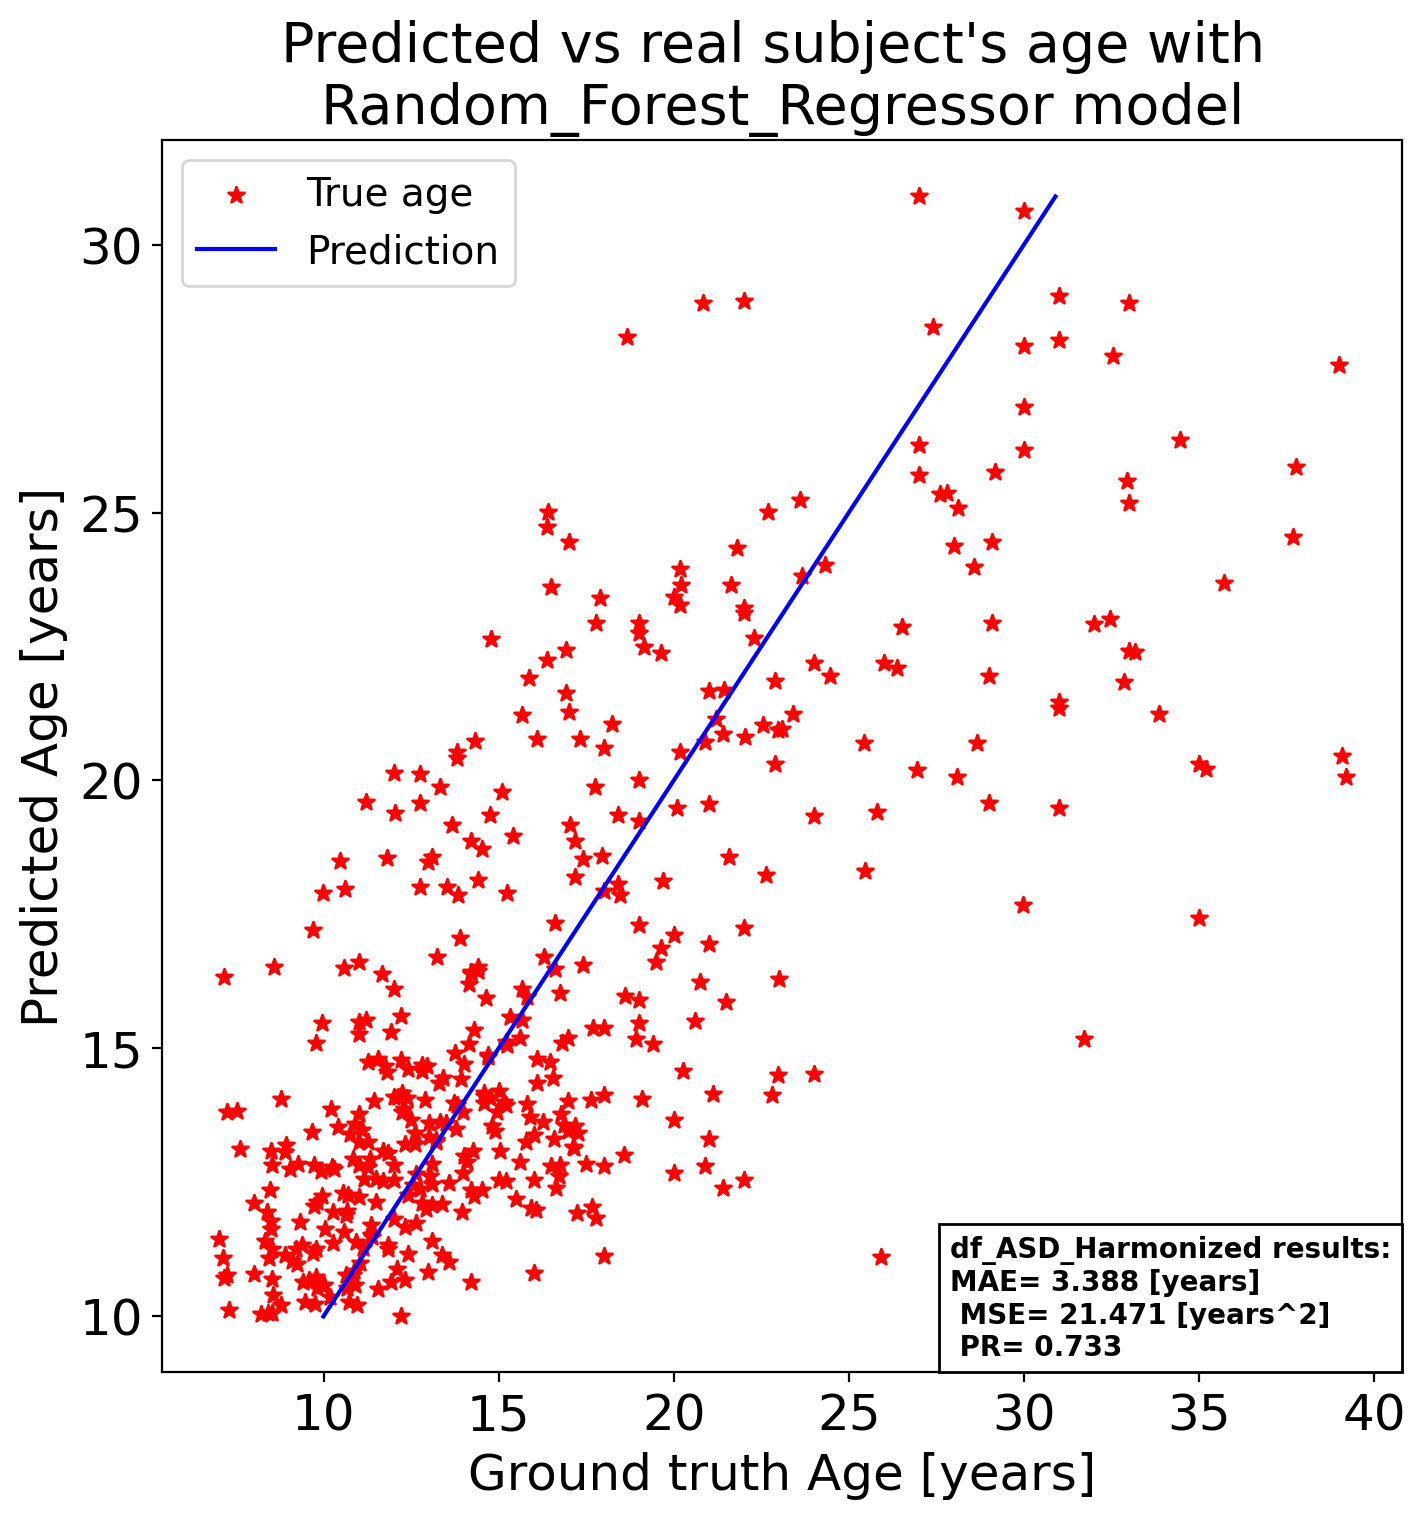 Predicted vs real subject's age with
Random_Forest_Regressor model
True age
Prediction
Predicted Age [years]
30
25
20
15
10
df_ASD_Harmonized results:
MAE= 3.388 [years]
MSE= 21.471 [years^2]
PR= 0.733
10 15 20 25 30 35 40
Ground truth Age [years]